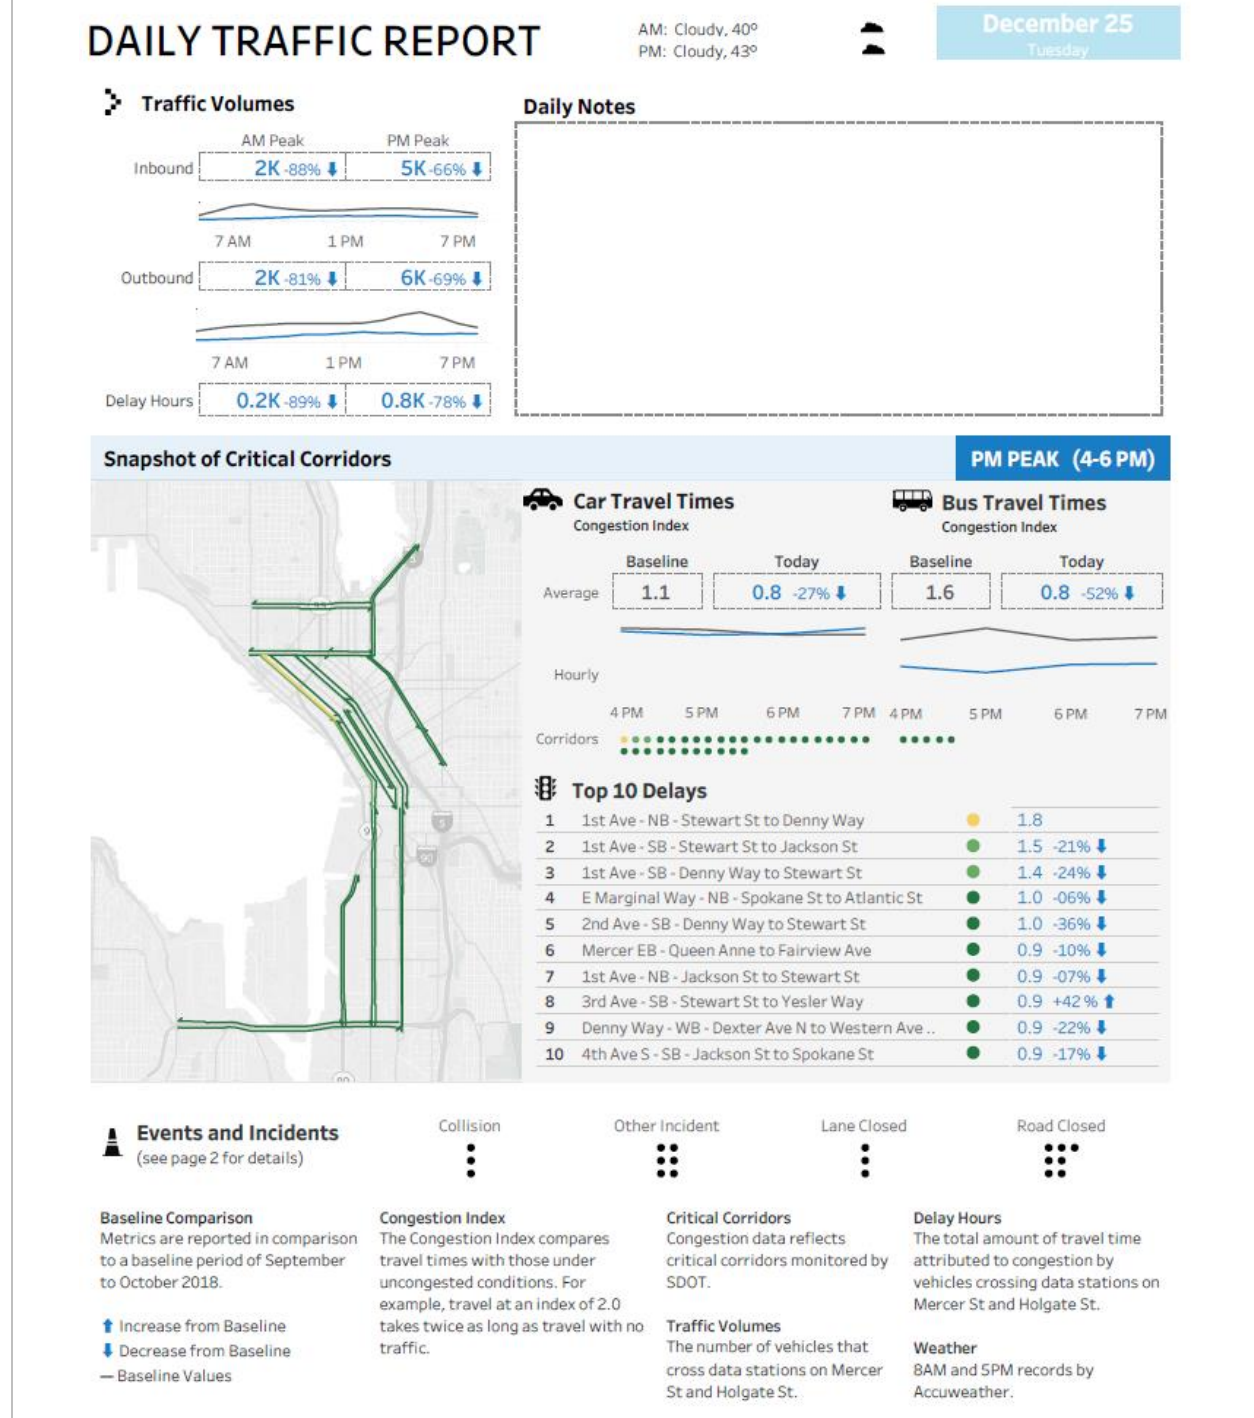 DAILY TRAFFIC REPORT
AM: Cloudy, 40º
PM: Cloudy, 43º
December 25
Tuesday
Traffic Volumes
AM Peak PM Peak
Inbound 2K -88% 5K -66%
7 AM 1 PM 7 PM
Outbound 2K -81% 6K -69%
7 AM 1 PM 7 PM
Delay Hours 0.2K -89% 0.8K -78%
Daily Notes
Snapshot of Critical Corridors
PM PEAK (4-6 PM)
99
5
90
99
Car Travel Times
Congestion Index
Baseline Today
Average 1.1 0.8 -27%
Hourly
4 PM 5 PM 6 PM 7 PM
Corridors
Bus Travel Times
Congestion Index
Baseline Today
1.6 0.8 -52%
4 PM 5 PM 6 PM 7 PM
Top 10 Delays
1 1st Ave - NB - Stewart St to Denny Way 1.8
2 1st Ave - SB - Stewart St to Jackson St 1.5 -21%
3 1st Ave - SB - Denny Way to Stewart St 1.4 -24%
4 E Marginal Way - NB - Spokane St to Atlantic St 1.0 -06%
5 2nd Ave - SB - Denny Way to Stewart St 1.0 -36%
6 Mercer EB - Queen Anne to Fairview Ave 0.9 -10%
7 1st Ave - NB - Jackson St to Stewart St 0.9 -07%
8 3rd Ave - SB - Stewart St to Yesler Way 0.9 +42 %
9 Denny Way - WB - Dexter Ave N to Western Ave .. 0.9 -22%
10 4th Ave S - SB - Jackson St to Spokane St 0.9 -17%
Events and Incidents
(see page 2 for details)
Collision
Other Incident
Lane Closed
Road Closed
Baseline Comparison
Metrics are reported in comparison
to a baseline period of September
to October 2018.
Increase from Baseline
Decrease from Baseline
— Baseline Values
Congestion Index
The Congestion Index compares
travel times with those under
uncongested conditions. For
example, travel at an index of 2.0
takes twice as long as travel with no
traffic.
Critical Corridors
Congestion data reflects
critical corridors monitored by
SDOT.
Traffic Volumes
The number of vehicles that
cross data stations on Mercer
St and Holgate St.
Delay Hours
The total amount of travel time
attributed to congestion by
vehicles crossing data stations on
Mercer St and Holgate St.
Weather
8AM and 5PM records by
Accuweather.